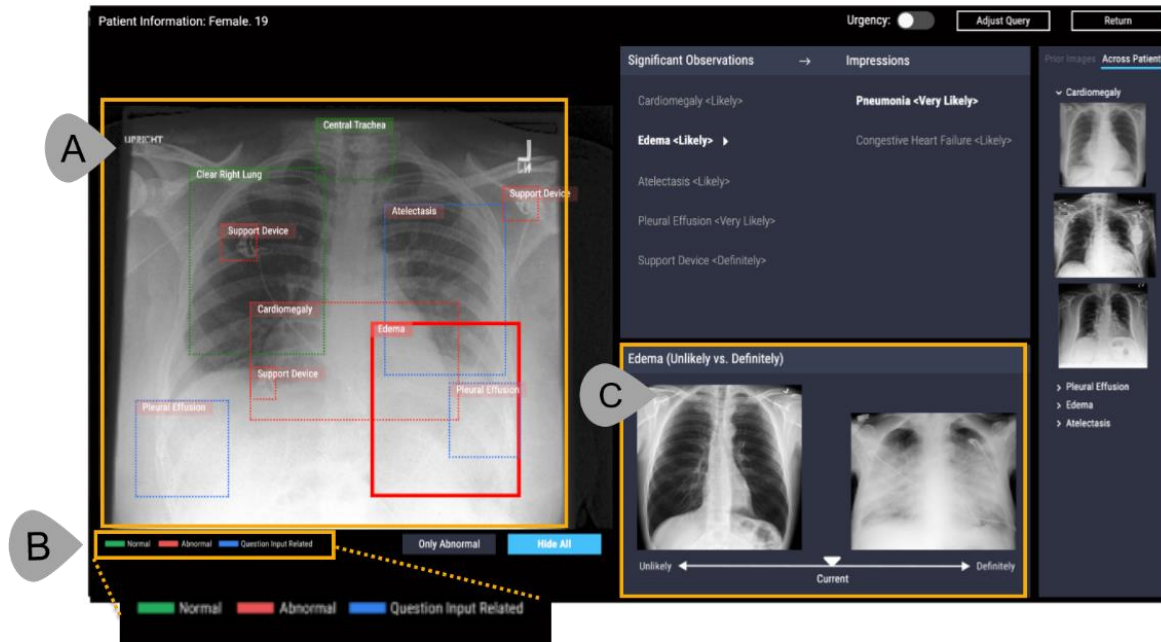 Patient Information: Female. 19
Urgency:
Adjust Query
Return
A
UPRICHT
Central Trachea
L
Clear Right Lung
Support Device
Atelectasis
Support Device
Cardiomegaly
Edema
Support Device
Pleural Effusion
Pleural Effusion
Significant Observations → Impressions
Cardiomegaly <Likely>
Pneumonia <Very Likely>
Edema <Likely>
Congestive Heart Failure <Likely>
Atelectasis <Likely>
Pleural Effusion <Very Likely>
Support Device <Definitely>
Prior Images
Across Patient
Cardiomegaly
Pleural Effusion
Edema
Atelectasis
C
Edema (Unlikely vs. Definitely)
Unlikely
Definitely
Current
B
Normal Abnormal Question Input Related
Only Abnormal
Hide All
Normal Abnormal Question Input Related